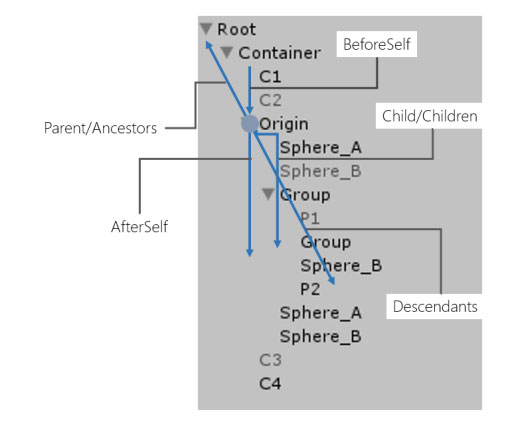 Root
Container
BeforeSelf
C1
C2
Child/Children
Parent/Ancestors
Origin
Sphere_A
Sphere_B
Group
AfterSelf
P1
Group
Sphere_B
P2
Descendants
Sphere_A
Sphere_B
C3
C4